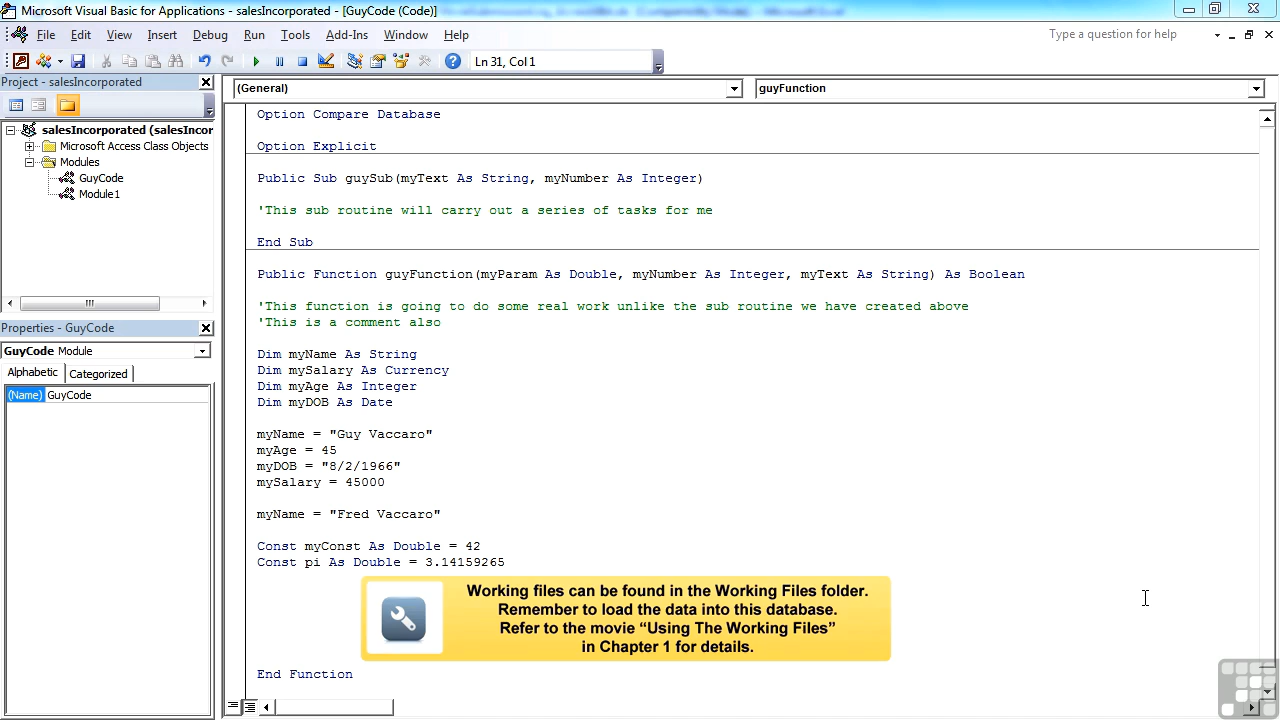 Microsoft Visual Basic for Applications - salesIncorporated - [GuyCode (Code)]
File Edit View Insert Debug Run Tools Add-Ins Window Help
Type a question for help
Ln 31, Col 1
Project - salesIncorporated
salesIncorporated (salesIncor
Microsoft Access Class Objects
Modules
GuyCode
Module1
Properties - GuyCode
GuyCode Module
Alphabetic Categorized
(Name) GuyCode
(General) guyFunction
Option Compare Database
Option Explicit
Public Sub guySub(myText As String, myNumber As Integer)
'This sub routine will carry out a series of tasks for me
End Sub
Public Function guyFunction(myParam As Double, myNumber As Integer, myText As String) As Boolean
'This function is going to do some real work unlike the sub routine we have created above
'This is a comment also
Dim myName As String
Dim mySalary As Currency
Dim myAge As Integer
Dim myDOB As Date
myName = "Guy Vaccaro"
myAge = 45
myDOB = "8/2/1966"
mySalary = 45000
myName = "Fred Vaccaro"
Const myConst As Double = 42
Const pi As Double = 3.14159265
Working files can be found in the Working Files folder.
Remember to load the data into this database.
Refer to the movie “Using The Working Files”
in Chapter 1 for details.
End Function